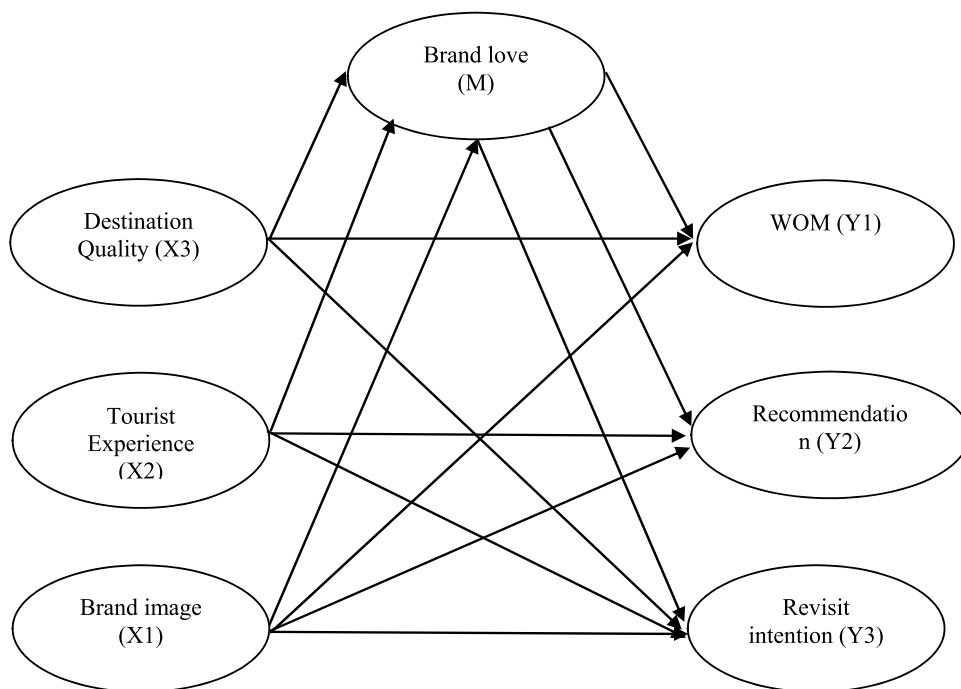 Brand love
(M)
Destination
Quality (X3)
WOM (Y1)
Tourist
Experience
(X2)
Recommendatio
n (Y2)
Brand image
(X1)
Revisit
intention (Y3)